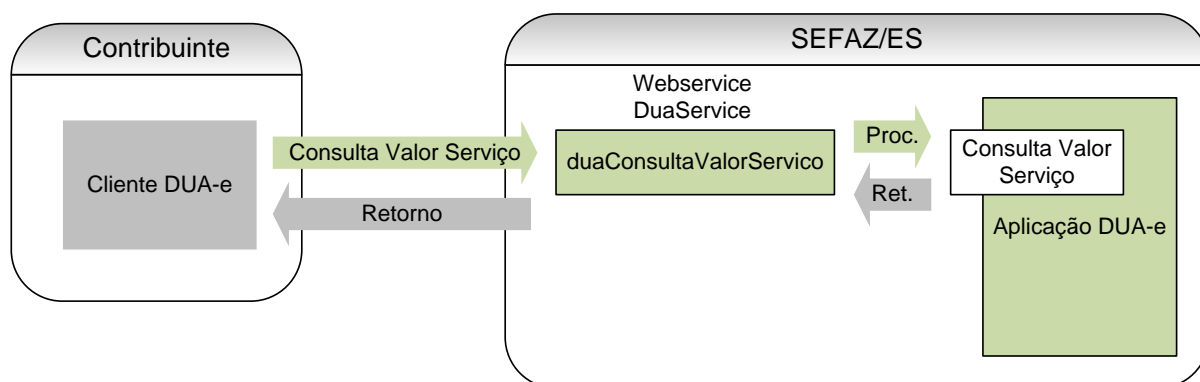 Contribuinte
SEFAZ/ES
Webservice
DuaService
Cliente DUA-e
Consulta Valor Serviço
Retorno
duaConsultaValorServico
Proc.
Ret.
Consulta Valor
Serviço
Aplicação DUA-e